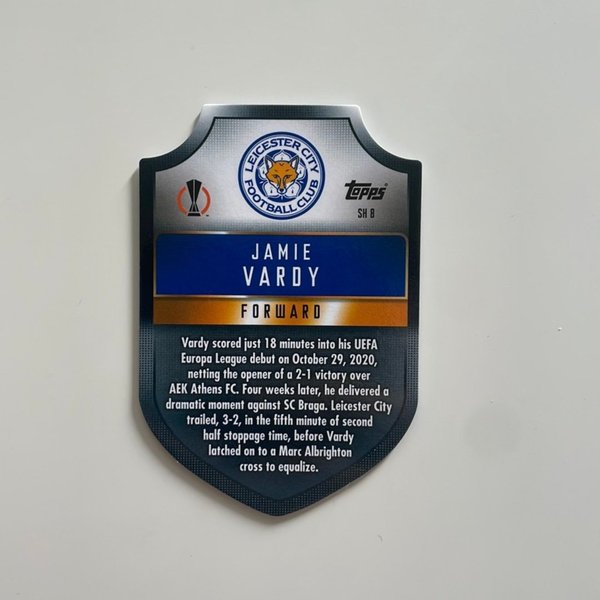 LEICESTER CITY
FOOTBALL CLUB
Topps
SH 8
JAMIE
VARDY
FORWARD
Vardy scored just 18 minutes into his UEFA
Europa League debut on October 29, 2020,
netting the opener of a 2-1 victory over
AEK Athens FC. Four weeks later, he delivered a
dramatic moment against SC Braga. Leicester City
trailed, 3-2, in the fifth minute of second
half stoppage time, before Vardy
latched on to a Marc Albrighton
cross to equalize.